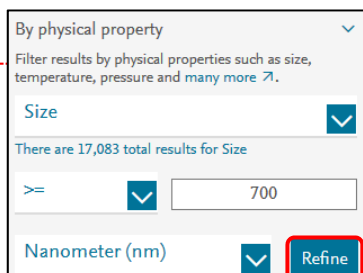 By physical property
Filter results by physical properties such as size,
temperature, pressure and many more ↗.
Size
There are 17,083 total results for Size
>=
700
Nanometer (nm)
Refine